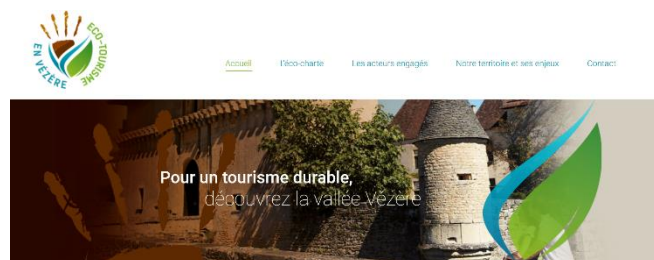 ECO-TOURISME
EN VÉZÈRE
Accueil
l'éco-charte
Les acteurs engagés
Notre territoire et ses enjeux
Contact
Pour un tourisme durable,
découvrez la vallée Vézère